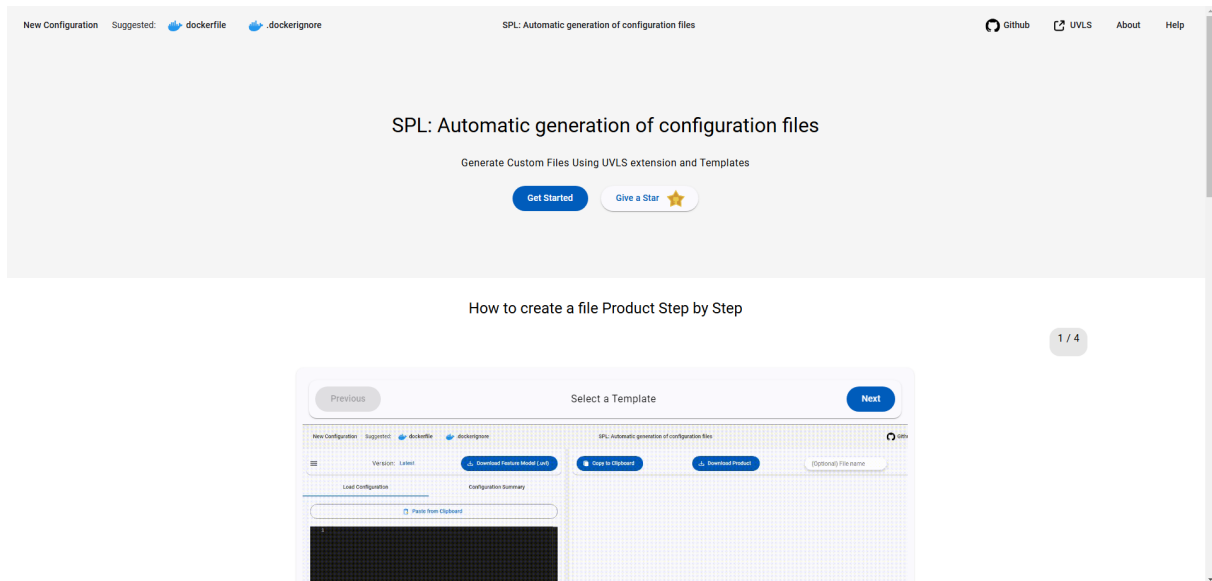 New Configuration Suggested: dockerfile .dockerignore SPL: Automatic generation of configuration files Github UVLS About Help
SPL: Automatic generation of configuration files
Generate Custom Files Using UVLS extension and Templates
Get Started Give a Star
How to create a file Product Step by Step
1 / 4
Previous Select a Template Next
New Configuration Suggested: dockerfile .dockerignore SPL: Automatic generation of configuration files Gith
Version: Latest Download Feature Model (.uvl) Copy to Clipboard Download Product (Optional) File name
Load Configuration Configuration Summary
Paste from Clipboard
1